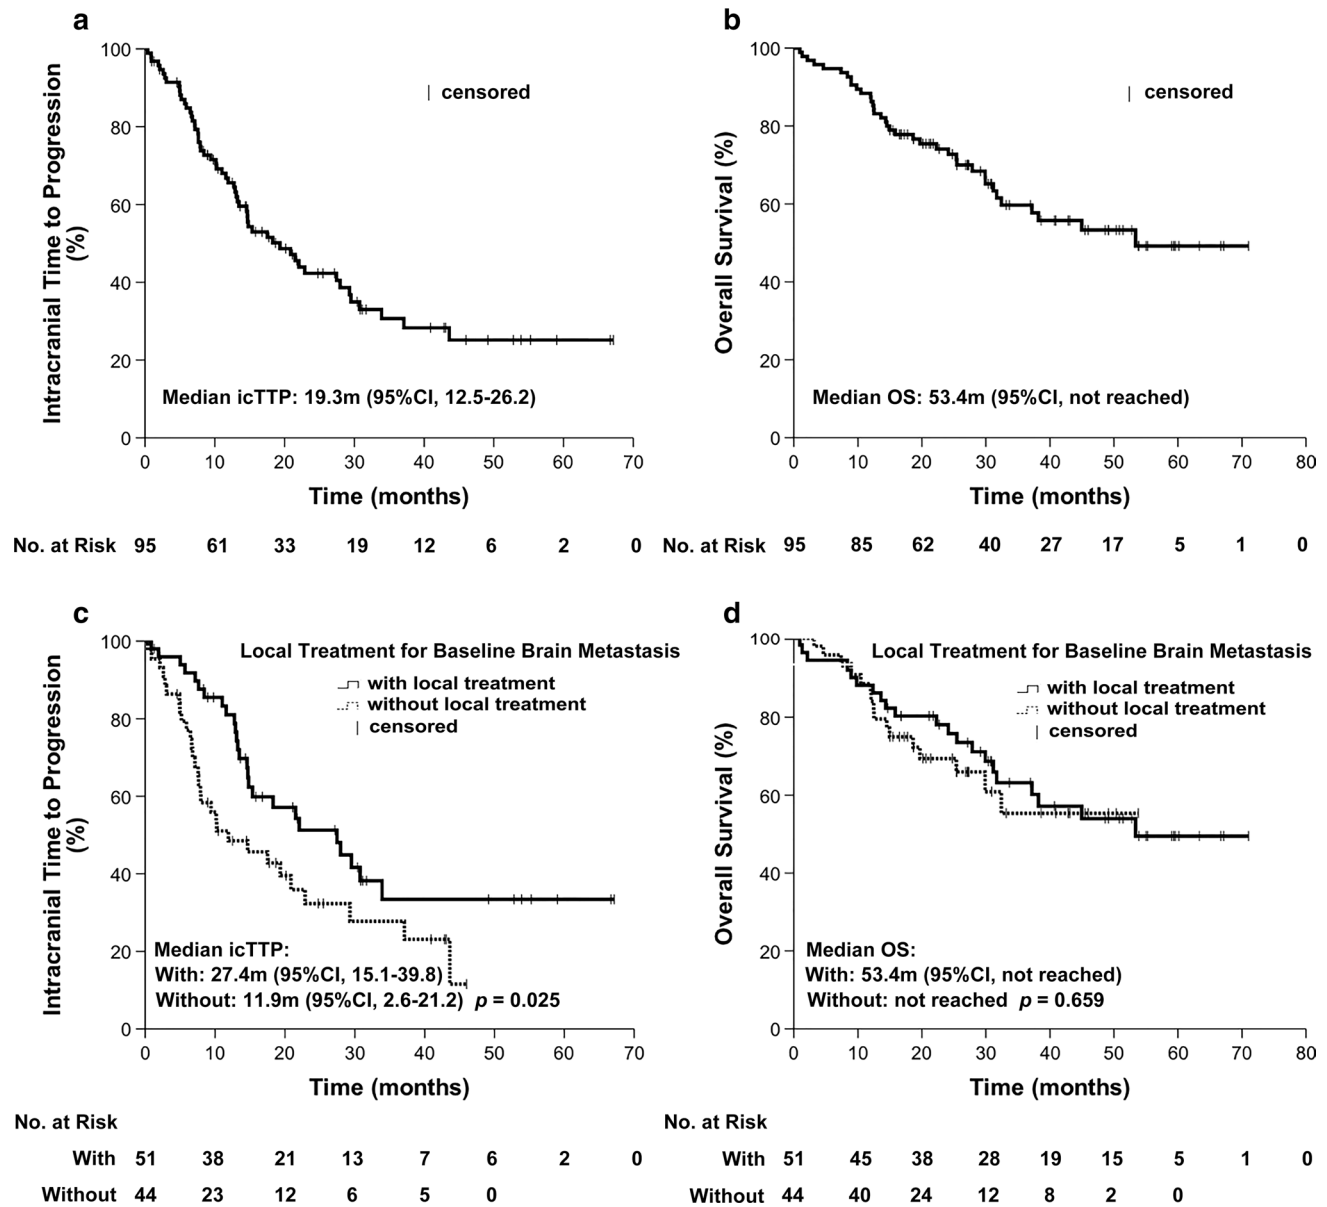 a
Intracranial Time to Progression
(%)
100
80
60
40
20
0
censored
Median icTTP: 19.3m (95%CI, 12.5-26.2)
0 10 20 30 40 50 60 70
Time (months)
No. at Risk 95 61 33 19 12 6 2 0
b
Overall Survival (%)
100
80
60
40
20
0
censored
Median OS: 53.4m (95%CI, not reached)
0 10 20 30 40 50 60 70 80
Time (months)
No. at Risk 95 85 62 40 27 17 5 1 0
c
Intracranial Time to Progression
(%)
100
80
60
40
20
0
Local Treatment for Baseline Brain Metastasis
with local treatment
without local treatment
censored
Median icTTP:
With: 27.4m (95%CI, 15.1-39.8)
Without: 11.9m (95%CI, 2.6-21.2) p = 0.025
0 10 20 30 40 50 60 70
Time (months)
No. at Risk
With 51 38 21 13 7 6 2 0
Without 44 23 12 6 5 0
d
Overall Survival (%)
100
80
60
40
20
0
Local Treatment for Baseline Brain Metastasis
with local treatment
without local treatment
censored
Median OS:
With: 53.4m (95%CI, not reached)
Without: not reached p = 0.659
0 10 20 30 40 50 60 70 80
Time (months)
No. at Risk
With 51 45 38 28 19 15 5 1 0
Without 44 40 24 12 8 2 0